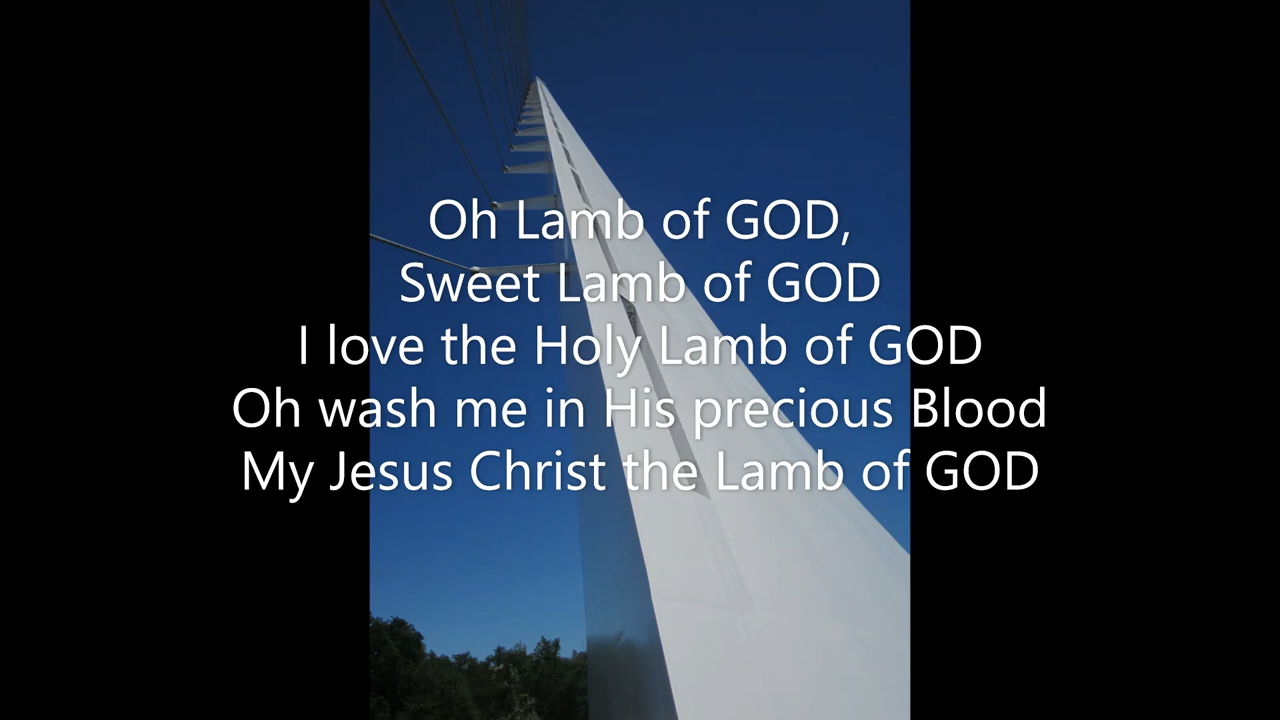 Oh Lamb of GOD,
Sweet Lamb of GOD
I love the Holy Lamb of GOD
Oh wash me in His precious Blood
My Jesus Christ the Lamb of GOD